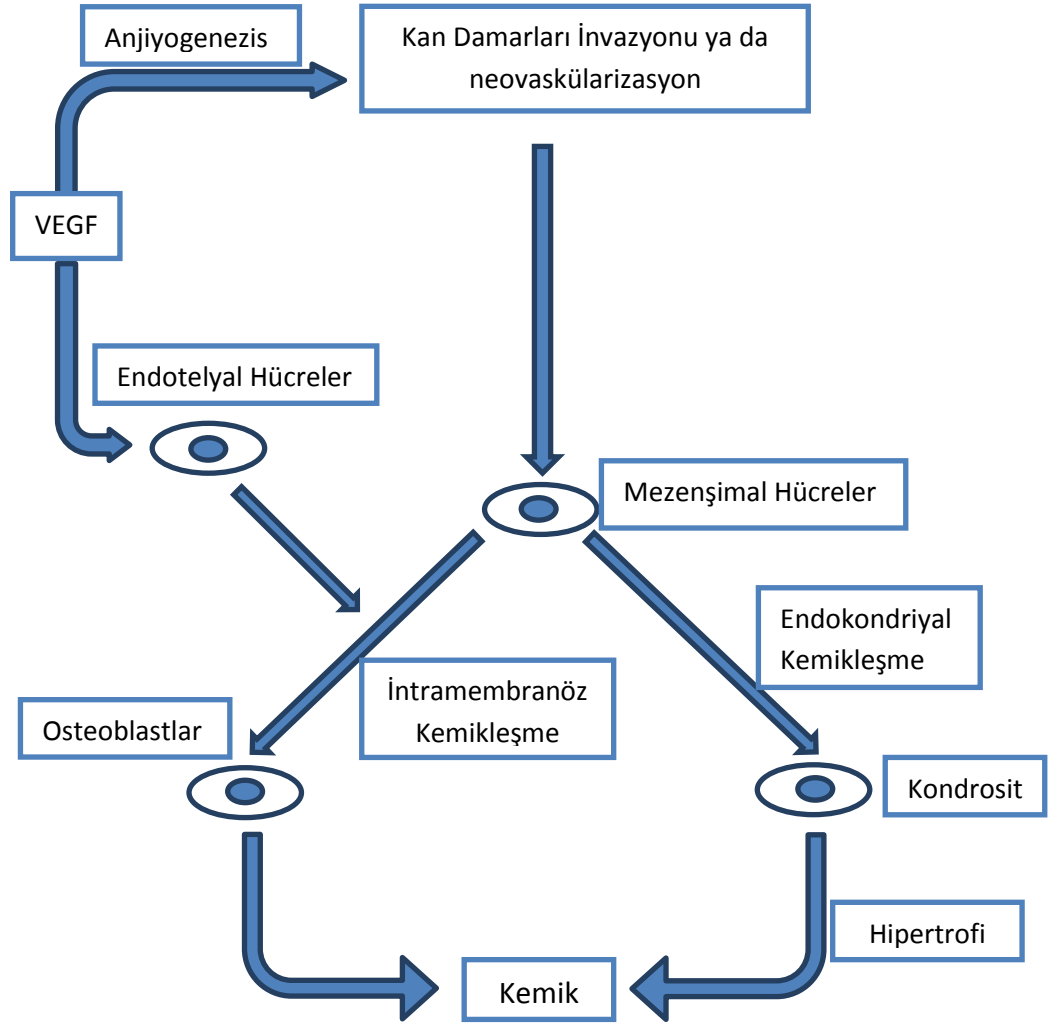 Anjiyogenezis
Kan Damarları İnvazyonu ya da
neovaskülarizasyon
VEGF
Endotelyal Hücreler
Mezenşimal Hücreler
Endokondriyal
Kemikleşme
İntramembranöz
Kemikleşme
Osteoblastlar
Kondrosit
Hipertrofi
Kemik